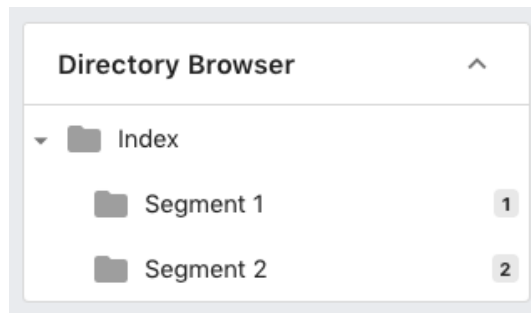 Directory Browser
Index
Segment 1 1
Segment 2 2